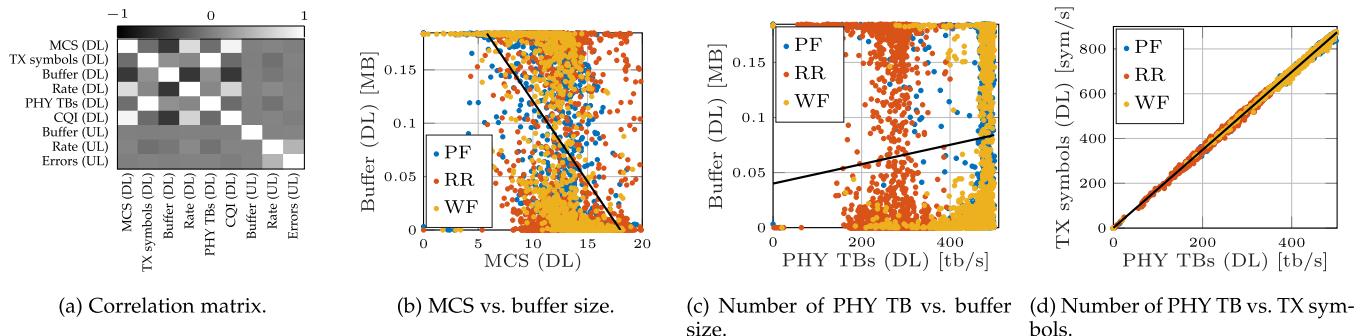 −1 0 1
MCS (DL)
TX symbols (DL)
Buffer (DL)
Rate (DL)
PHY TBs (DL)
CQI (DL)
Buffer (UL)
Rate (UL)
Errors (UL)
MCS (DL)
TX symbols (DL)
Buffer (DL)
Rate (DL)
PHY TBs (DL)
CQI (DL)
Buffer (UL)
Rate (UL)
Errors (UL)
(a) Correlation matrix.
Buffer (DL) [MB]
0.15
0.1
0.05
0
PF
RR
WF
0 5 10 15 20
MCS (DL)
(b) MCS vs. buffer size.
Buffer (DL) [MB]
0.15
0.1
0.05
0
PF
RR
WF
0 200 400
PHY TBs (DL) [tb/s]
(c) Number of PHY TB vs. buffer
size.
TX symbols (DL) [sym/s]
800
600
400
200
0
PF
RR
WF
0 200 400
PHY TBs (DL) [tb/s]
(d) Number of PHY TB vs. TX sym-
bols.